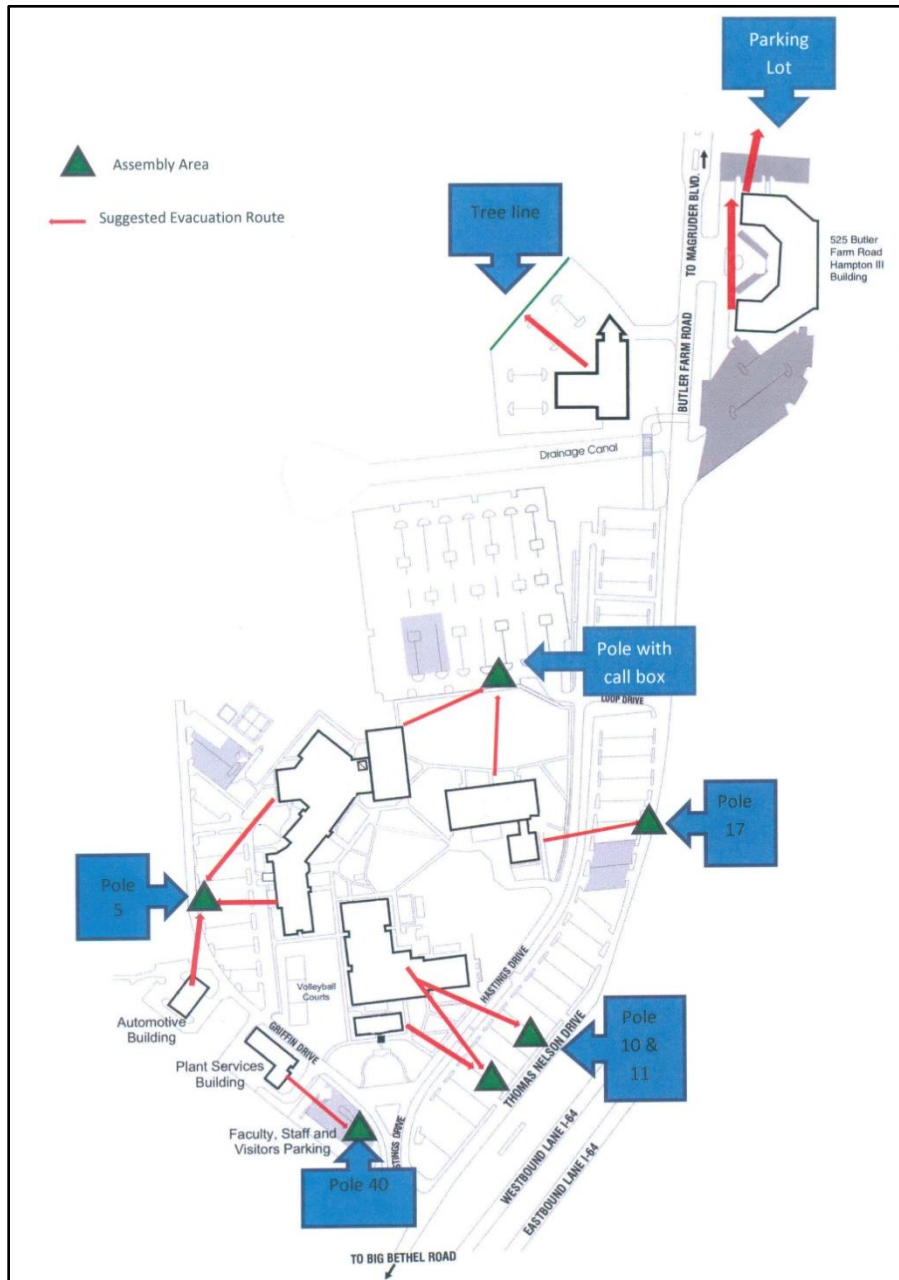 Parking
Lot
Assembly Area
Suggested Evacuation Route
Tree line
TO MAGRUDER BLVD.
525 Butler
Farm Road
Hampton III
Building
BUTLER FARM ROAD
Drainage Canal
Pole with
call box
LOOP DRIVE
Pole
17
Pole
5
Volleyball
Courts
HASTINGS DRIVE
Automotive
Building
GRIFFIN DRIVE
Pole
10 &
11
THOMAS NELSON DRIVE
Plant Services
Building
Faculty, Staff and
Visitors Parking
STINGS DRIVE
Pole 40
WESTBOUND LANE I-64
EASTBOUND LANE I-64
TO BIG BETHEL ROAD